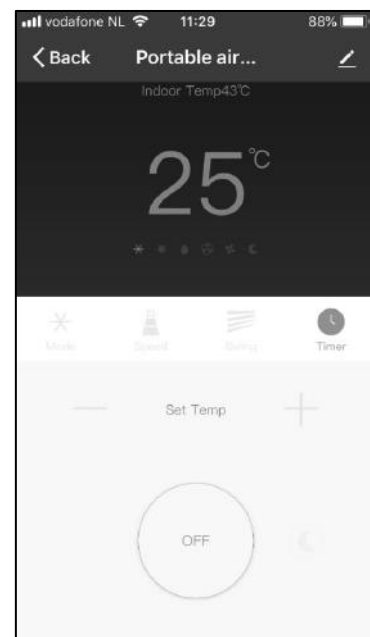 vodafone NL 11:29 88%
Back Portable air...
Indoor Temp43℃
25℃
Mode Speed Swing Timer
Set Temp
OFF